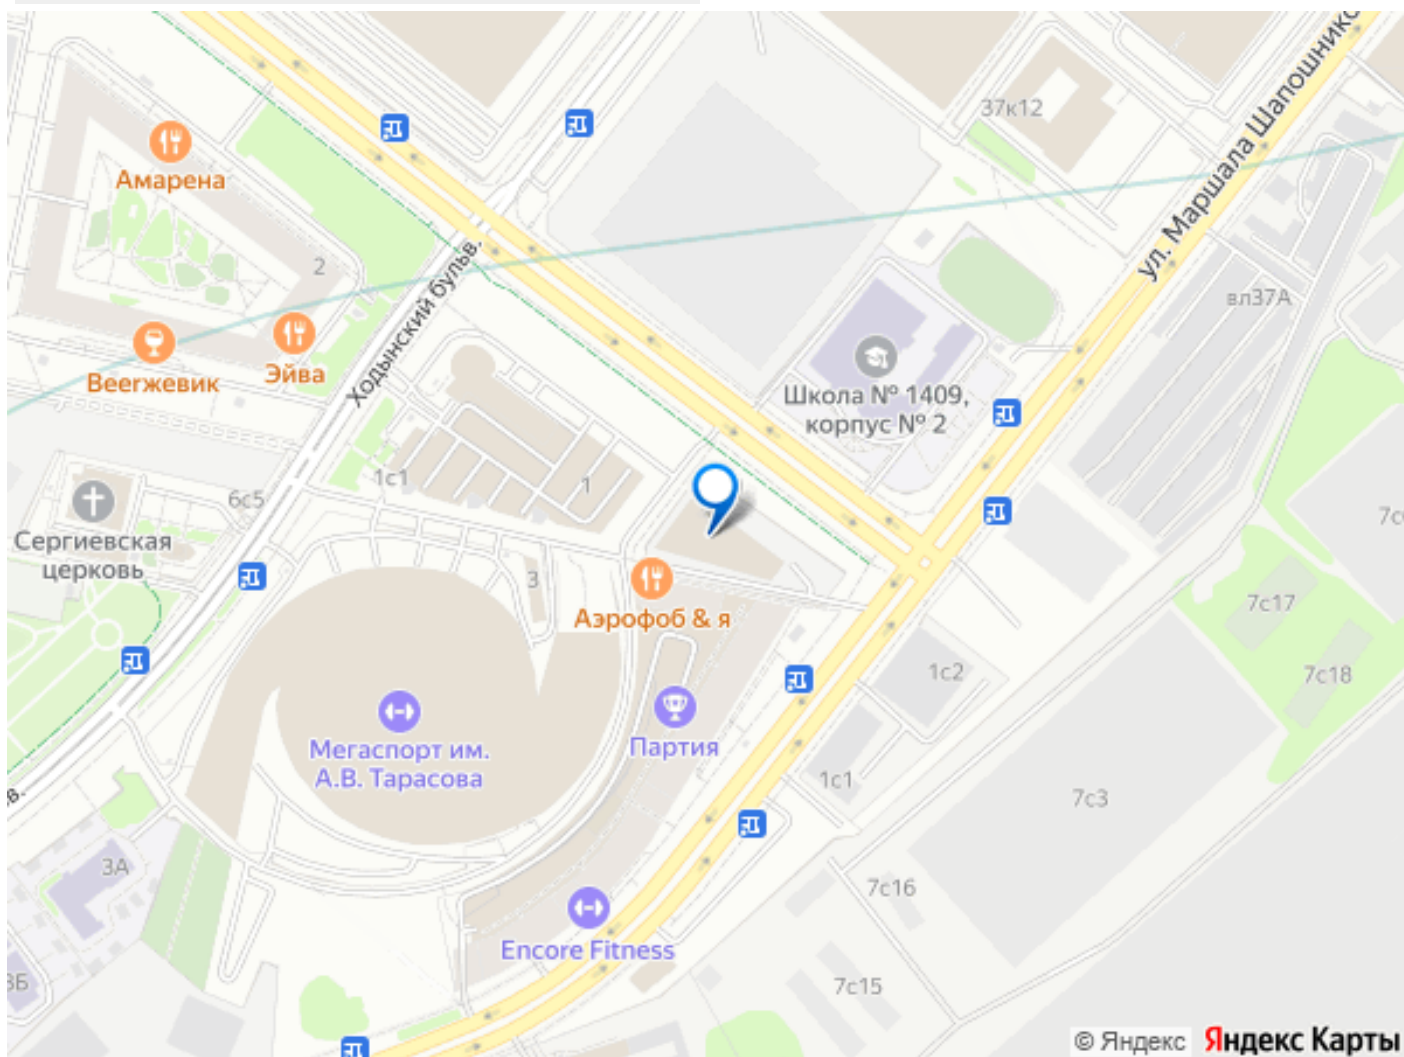 37к12
ул. Маршала Шапошнико
Амарена
2
Ходынский бульв.
вл37А
Веегжевик
Эйва
Школа № 1409,
корпус № 2
1с1
1
6с5
7с
Сергиевская
церковь
3
Аэрофоб & я
7с17
1с2
7с18
Партия
Мегаспорт им.
А.В. Тарасова
в.
1с1
7с3
3А
7с16
Encore Fitness
3Б
7с15
© Яндекс Яндекс Карты